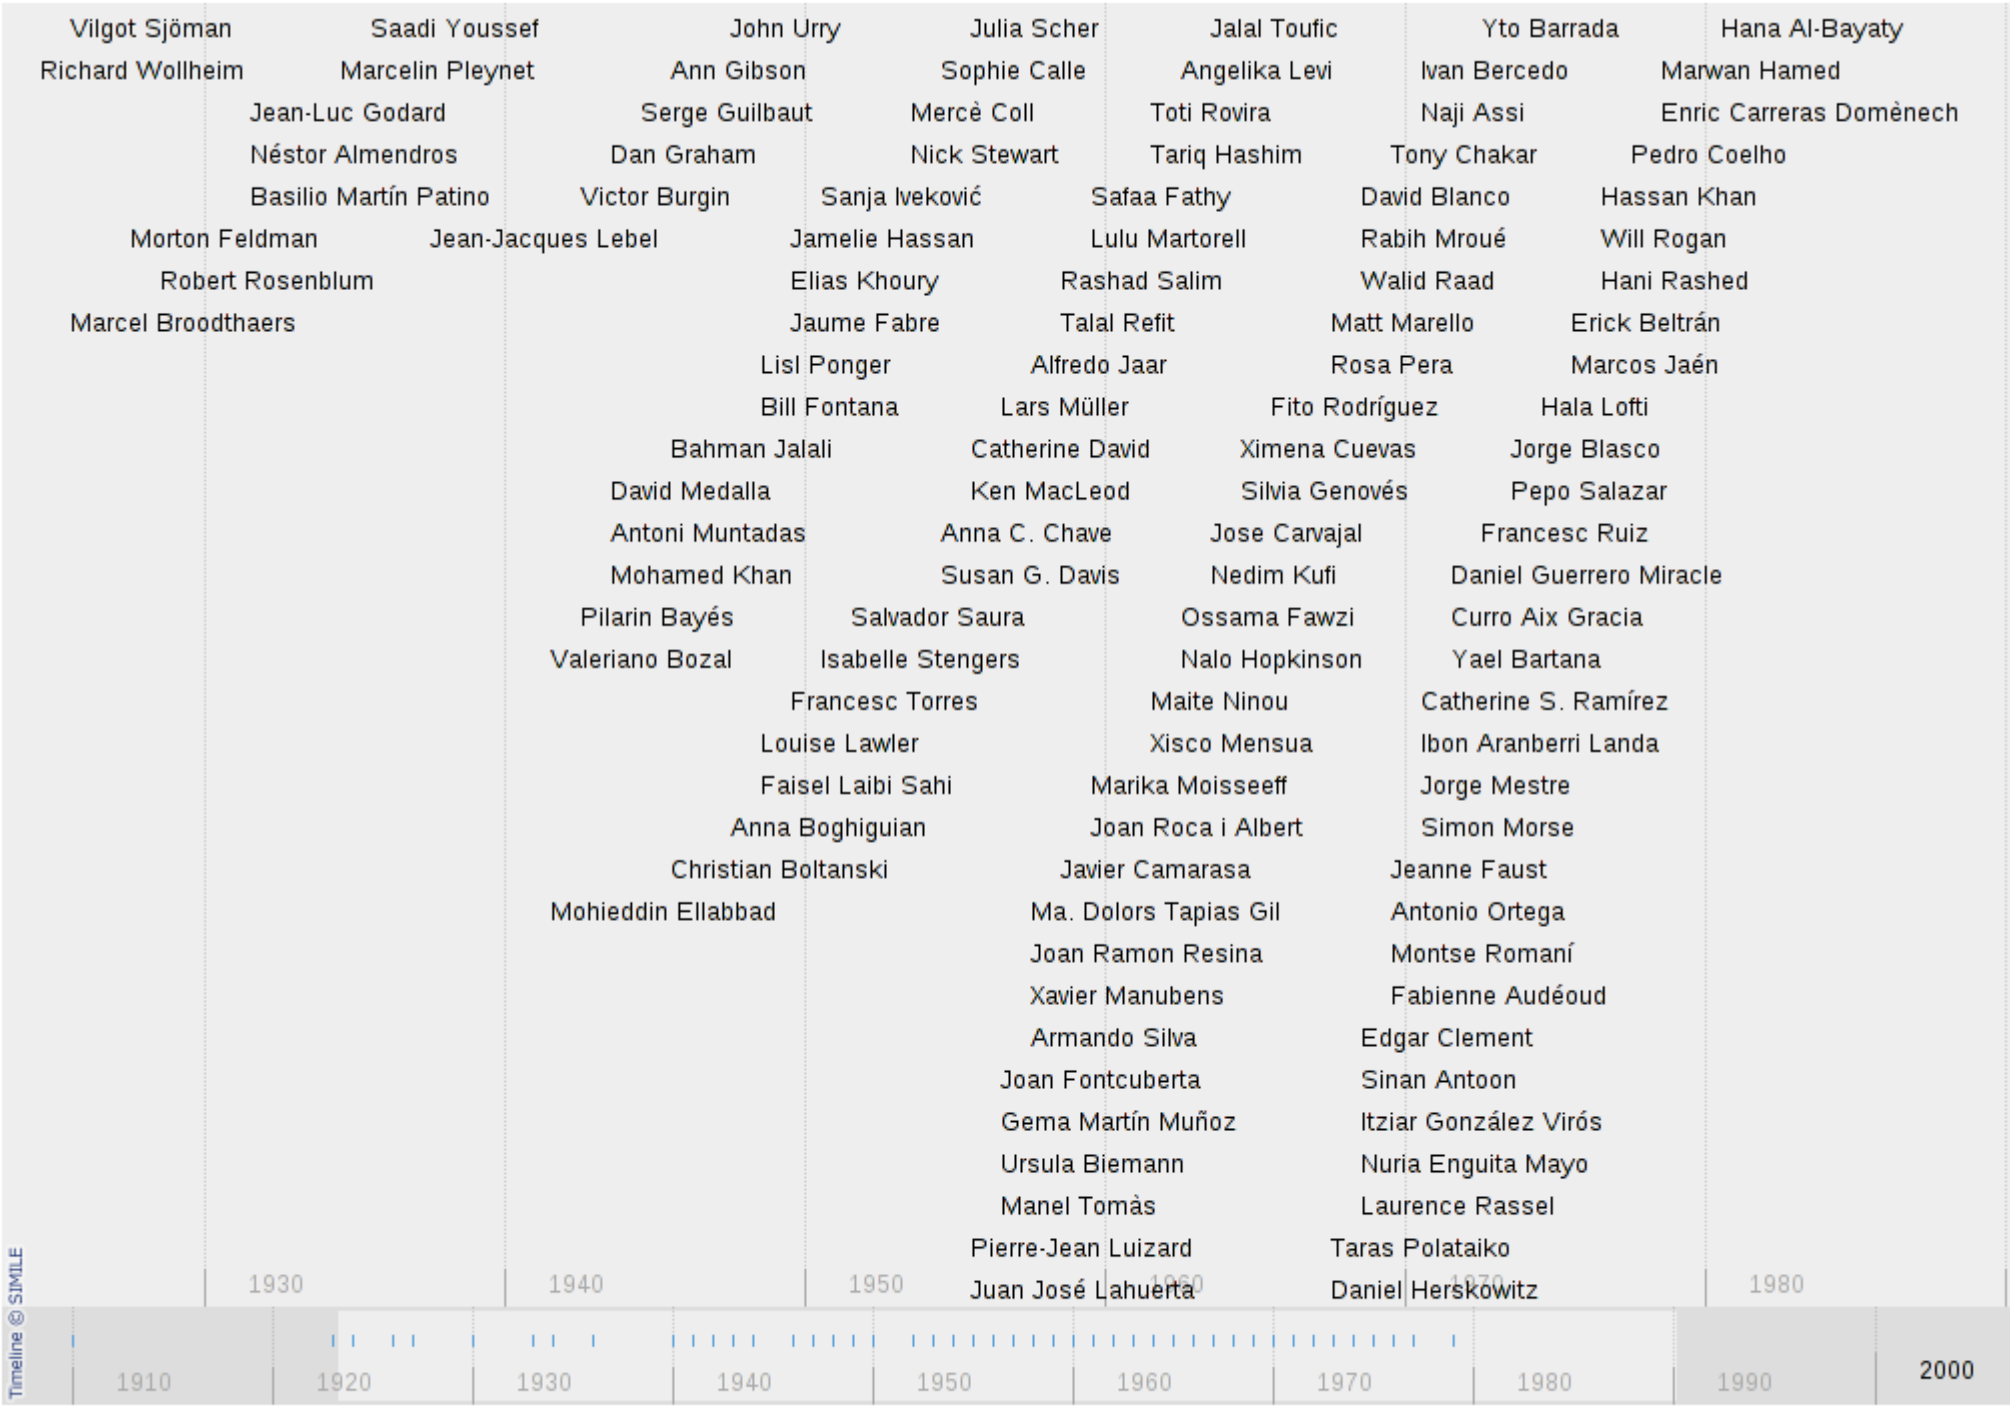 Vilgot Sjöman Saadi Youssef John Urry Julia Scher Jalal Toufic Yto Barrada Hana Al-Bayaty
Richard Wollheim Marcelin Pleynet Ann Gibson Sophie Calle Angelika Levi Ivan Bercedo Marwan Hamed
Jean-Luc Godard Serge Guilbaut Mercè Coll Toti Rovira Naji Assi Enric Carreras Domènech
Néstor Almendros Dan Graham Nick Stewart Tariq Hashim Tony Chakar Pedro Coelho
Basilio Martín Patino Victor Burgin Sanja Iveković Safaa Fathy David Blanco Hassan Khan
Morton Feldman Jean-Jacques Lebel Jamelie Hassan Lulu Martorell Rabih Mroué Will Rogan
Robert Rosenblum Elias Khoury Rashad Salim Walid Raad Hani Rashed
Marcel Broodthaers Jaume Fabre Talal Refit Matt Marello Erick Beltrán
Lisl Ponger Alfredo Jaar Rosa Pera Marcos Jaén
Bill Fontana Lars Müller Fito Rodríguez Hala Lofti
Bahman Jalali Catherine David Ximena Cuevas Jorge Blasco
David Medalla Ken MacLeod Silvia Genovés Pepo Salazar
Antoni Muntadas Anna C. Chave Jose Carvajal Francesc Ruiz
Mohamed Khan Susan G. Davis Nedim Kufi Daniel Guerrero Miracle
Pilarin Bayés Salvador Saura Ossama Fawzi Curro Aix Gracia
Valeriano Bozal Isabelle Stengers Nalo Hopkinson Yael Bartana
Francesc Torres Maite Ninou Catherine S. Ramírez
Louise Lawler Xisco Mensua Ibon Aranberri Landa
Faisel Laibi Sahi Marika Moisseeff Jorge Mestre
Anna Boghiguian Joan Roca i Albert Simon Morse
Christian Boltanski Javier Camarasa Jeanne Faust
Mohieddin Ellabbad Ma. Dolors Tapias Gil Antonio Ortega
Joan Ramon Resina Montse Romaní
Xavier Manubens Fabienne Audéoud
Armando Silva Edgar Clement
Joan Fontcuberta Sinan Antoon
Gema Martín Muñoz Itziar González Virós
Ursula Biemann Nuria Enguita Mayo
Manel Tomàs Laurence Rassel
Pierre-Jean Luizard Taras Polataiko
Juan José Lahuerta Daniel Herskowitz
1930 1940 1950 1960 1970 1980
1910 1920 1930 1940 1950 1960 1970 1980 1990 2000
Timeline © SIMILE